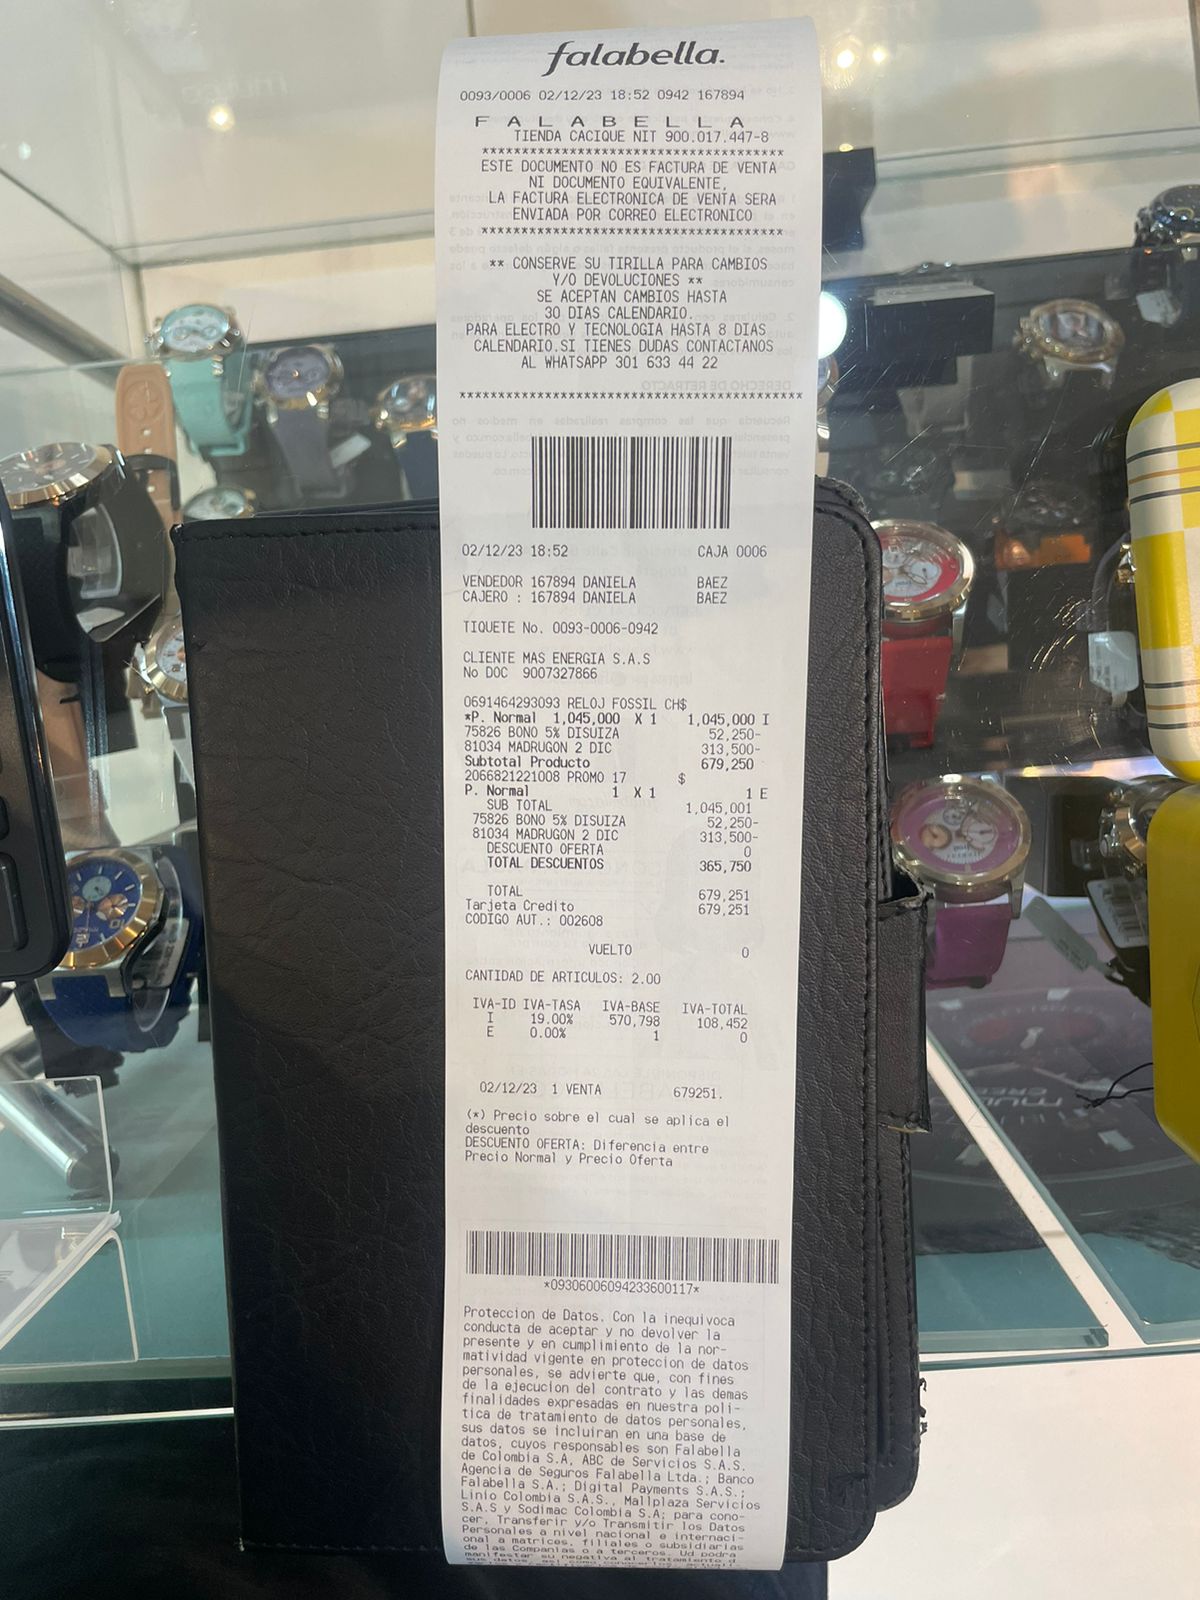 falabella.
0093/0006 02/12/23 18:52 0942 167894
F A L A B E L L A
TIENDA CACIQUE NIT 900.017.447-8
***************************************
ESTE DOCUMENTO NO ES FACTURA DE VENTA
NI DOCUMENTO EQUIVALENTE,
LA FACTURA ELECTRONICA DE VENTA SERA
ENVIADA POR CORREO ELECTRONICO
***************************************
** CONSERVE SU TIRILLA PARA CAMBIOS
Y/O DEVOLUCIONES **
SE ACEPTAN CAMBIOS HASTA
30 DIAS CALENDARIO.
PARA ELECTRO Y TECNOLOGIA HASTA 8 DIAS
CALENDARIO.SI TIENES DUDAS CONTACTANOS
AL WHATSAPP 301 633 44 22
********************************************
02/12/23 18:52 CAJA 0006
VENDEDOR 167894 DANIELA BAEZ
CAJERO : 167894 DANIELA BAEZ
TIQUETE No. 0093-0006-0942
CLIENTE MAS ENERGIA S.A.S
No DOC 9007327866
0691464293093 RELOJ FOSSIL CH$
*P. Normal 1,045,000 X 1 1,045,000 I
75826 BONO 5% DISUIZA 52,250-
81034 MADRUGON 2 DIC 313,500-
Subtotal Producto 679,250
2066821221008 PROMO 17 $
P. Normal 1 X 1 1 E
SUB TOTAL 1,045,001
75826 BONO 5% DISUIZA 52,250-
81034 MADRUGON 2 DIC 313,500-
DESCUENTO OFERTA 0
TOTAL DESCUENTOS 365,750
TOTAL 679,251
Tarjeta Credito 679,251
CODIGO AUT.: 002608
VUELTO 0
CANTIDAD DE ARTICULOS: 2.00
IVA-ID IVA-TASA IVA-BASE IVA-TOTAL
I 19.00% 570,798 108,452
E 0.00% 1 0
02/12/23 1 VENTA 679251.
(*) Precio sobre el cual se aplica el
descuento
DESCUENTO OFERTA: Diferencia entre
Precio Normal y Precio Oferta
*09306006094233600117*
Proteccion de Datos. Con la inequivoca
conducta de aceptar y no devolver la
presente y en cumplimiento de la nor-
matividad vigente en proteccion de datos
personales, se advierte que, con fines
de la ejecucion del contrato y las demas
finalidades expresadas en nuestra poli-
tica de tratamiento de datos personales,
sus datos se incluiran en una base de
datos, cuyos responsables son Falabella
de Colombia S.A, ABC de Servicios S.A.S.
Agencia de Seguros Falabella Ltda.; Banco
Falabella S.A.; Digital Payments S.A.S.;
Linio Colombia S.A.S., Mallplaza Servicios
S.A.S y Sodimac Colombia S.A; para cono-
cer, Transferir y/o Transmitir los Datos
Personales a nivel nacional e internaci-
onal a matrices, filiales o subsidiarias
de las Companias o a terceros. Ud podra
manifestar su negativa al tratamiento d